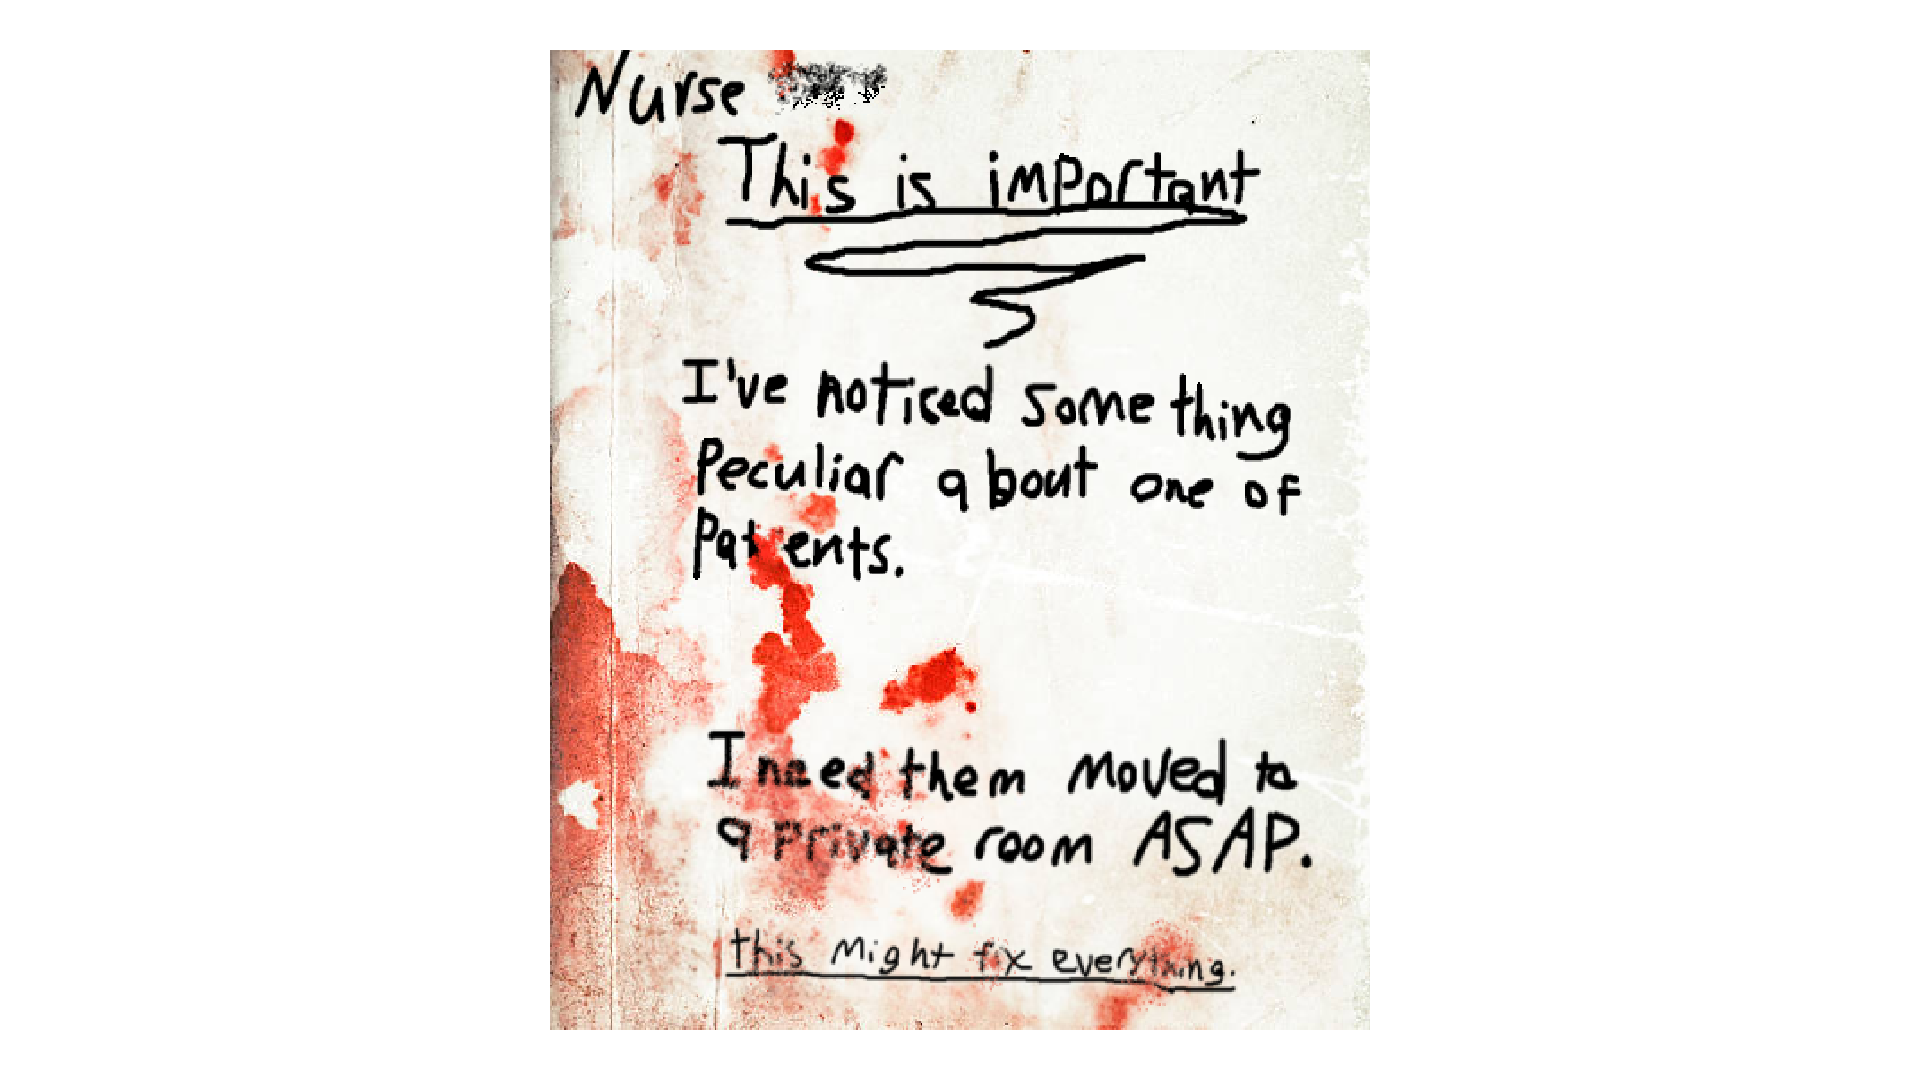 Nurse
This is important
I've noticed something
Peculiar about one of
Patients.
I need them moved to
a private room ASAP.
this might fix everything.